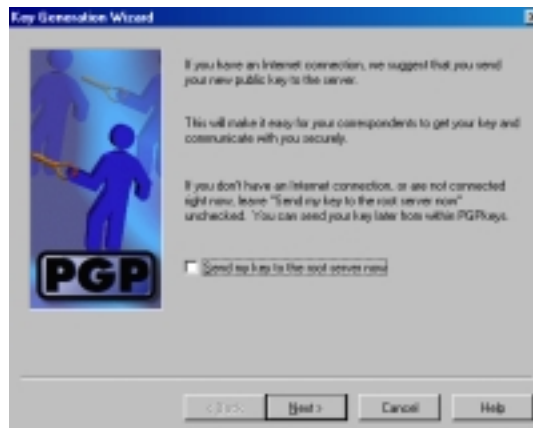 Key Generation Wizard
If you have an Internet connection, we suggest that you send
your new public key to the server.
This will make it easy for your correspondents to get your key and
communicate with you securely.
If you don't have an Internet connection, or are not connected
right now, leave "Send my key to the root server now"
unchecked. You can send your key later from within PGPkeys.
PGP
Send my key to the root server now
< Back Next > Cancel Help